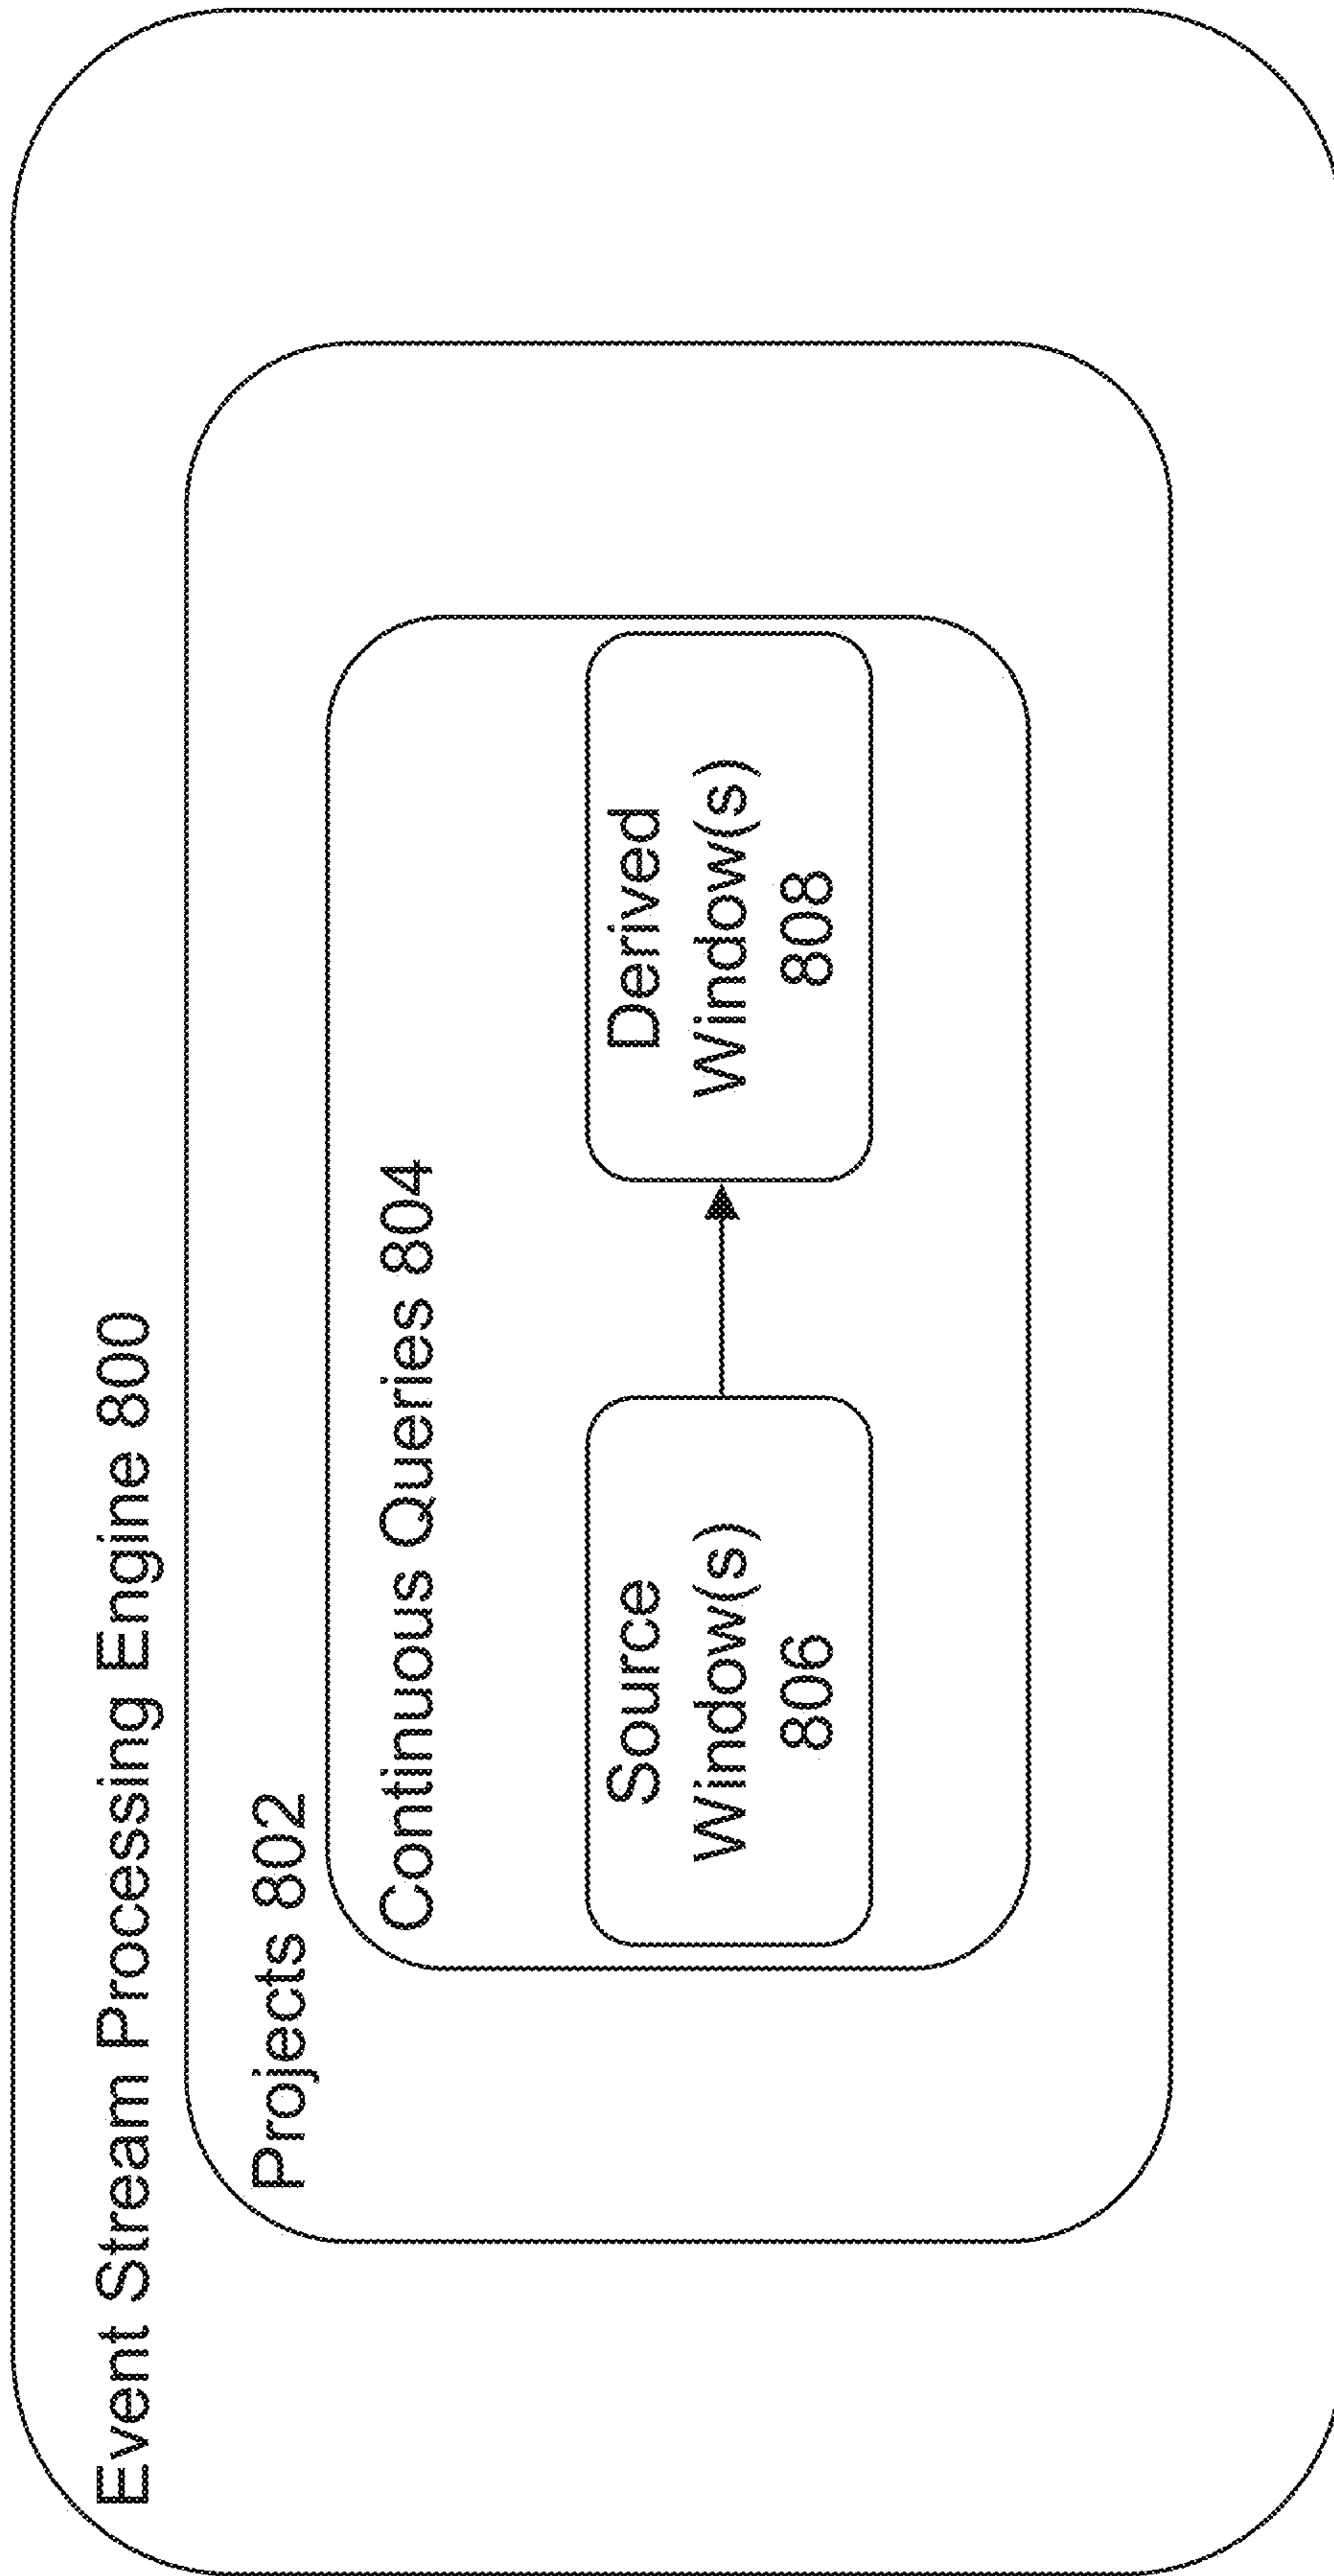 Event Stream Processing Engine 800
Projects 802
Continuous Queries 804
Source
Window(s)
806
Derived
Window(s)
808